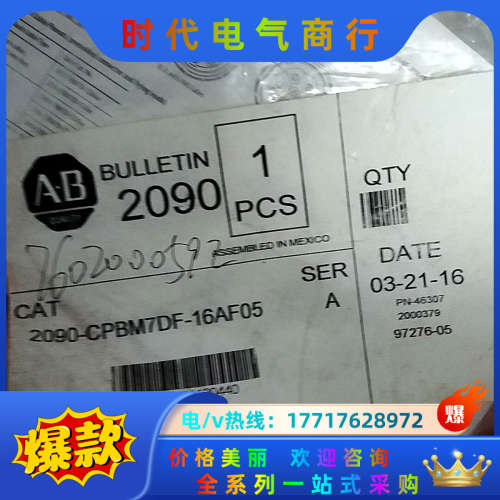 时代电气商行
A-B
QUALITY
BULLETIN
2090
1
PCS
QTY
ASSEMBLED IN MEXICO
7602000592
CAT
2090-CPBM7DF-16AF05
SER
A
DATE
03-21-16
PN-46307
2000379
97276-05
爆款
电/v热线：17717628972
爆
价格美丽 欢迎咨询
全系列一站式采购